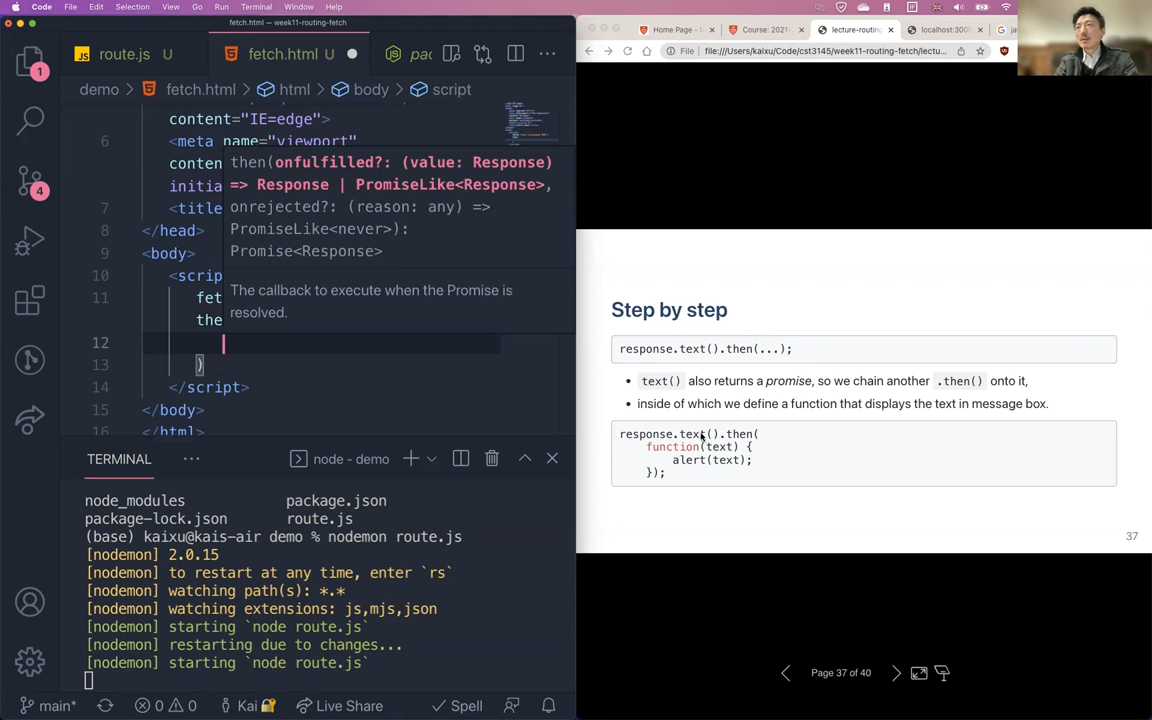 Code File Edit Selection View Go Run Terminal Window Help
fetch.html — week11-routing-fetch
JS route.js U
fetch.html U
pac
demo > fetch.html > html > body > script
content="IE=edge">
6 <meta name="viewport"
conten
initia
7 <title
8 </head>
9 <body>
10 <scrip
11 fet
the
12
13 )
14 </script>
15 </body>
16 </html>
then(onfulfilled?: (value: Response)
=> Response | PromiseLike<Response>,
onrejected?: (reason: any) =>
PromiseLike<never>):
Promise<Response>
The callback to execute when the Promise is
resolved.
1
4
TERMINAL
node - demo
node_modules package.json
package-lock.json route.js
(base) kaixu@kais-air demo % nodemon route.js
[nodemon] 2.0.15
[nodemon] to restart at any time, enter `rs`
[nodemon] watching path(s): *.*
[nodemon] watching extensions: js,mjs,json
[nodemon] starting `node route.js`
[nodemon] restarting due to changes...
[nodemon] starting `node route.js`
main* 0 0 Kai Live Share Spell
Home Page -
Course: 2021-
lecture-routing
localhost:300
ja
File file:///Users/kaixu/Code/cst3145/week11-routing-fetch/lectu...
Step by step
response.text().then(...);
• text() also returns a promise, so we chain another .then() onto it,
• inside of which we define a function that displays the text in message box.
response.text().then(
function(text) {
alert(text);
});
37
Page 37 of 40